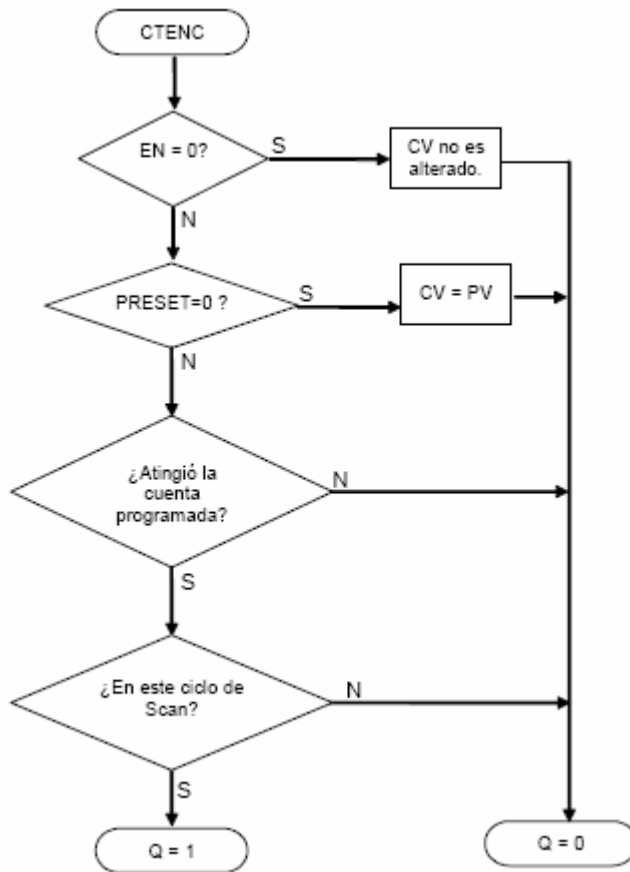 CTENC
EN = 0?
S
CV no es
alterado.
N
PRESET=0 ?
S
CV = PV
N
¿Atingió la
cuenta
programada?
N
S
¿En este ciclo de
Scan?
N
S
Q = 1
Q = 0